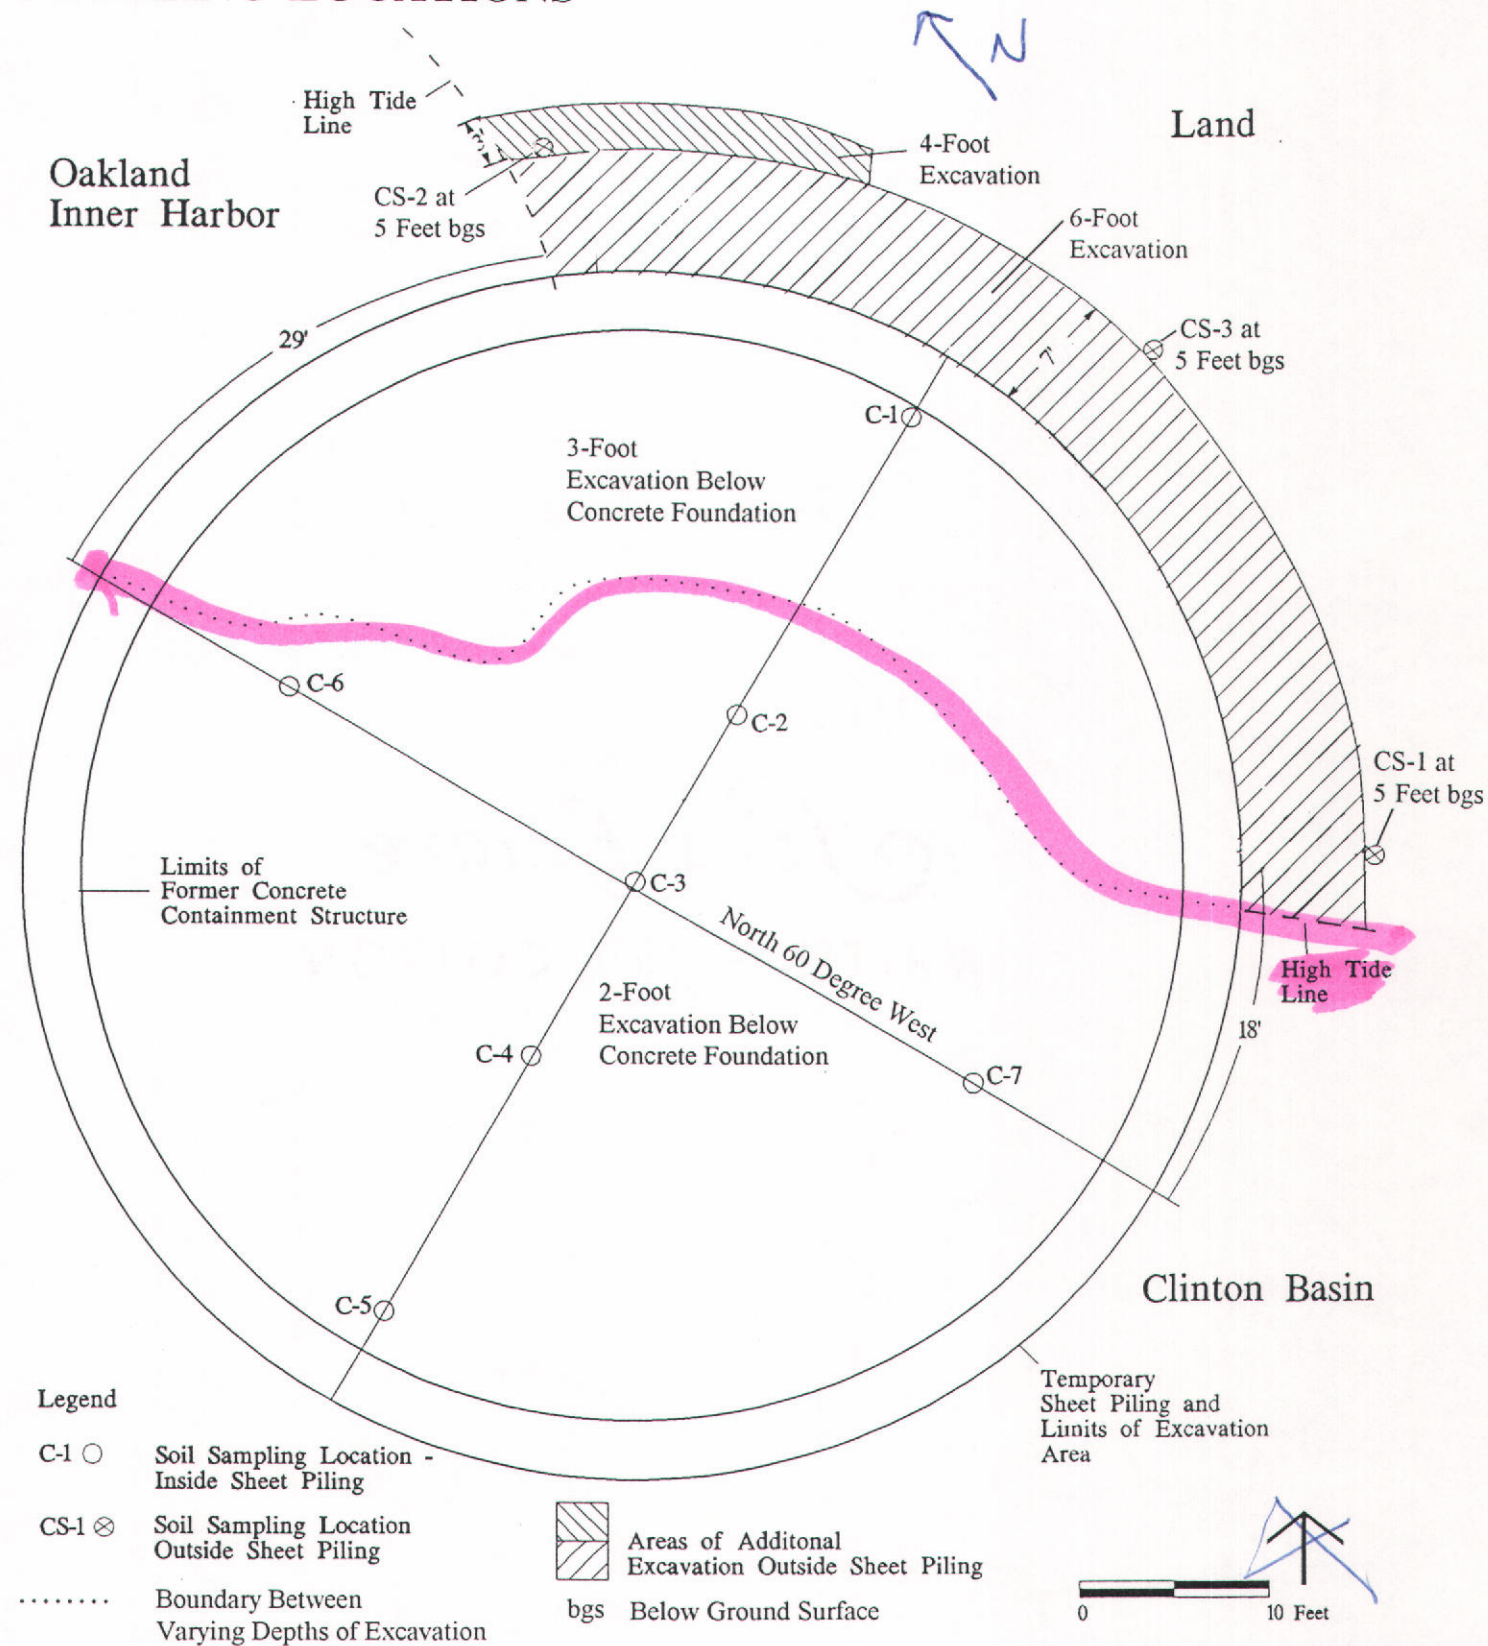 N
High Tide
Line
Land
Oakland
Inner Harbor
3'
4-Foot
Excavation
CS-2 at
5 Feet bgs
6-Foot
Excavation
29'
7'
CS-3 at
5 Feet bgs
C-1
3-Foot
Excavation Below
Concrete Foundation
C-6
C-2
CS-1 at
5 Feet bgs
Limits of
Former Concrete
Containment Structure
C-3
North 60 Degree West
High Tide
Line
2-Foot
Excavation Below
Concrete Foundation
18'
C-4
C-7
Clinton Basin
C-5
Temporary
Sheet Piling and
Limits of Excavation
Area
Legend
C-1
Soil Sampling Location -
Inside Sheet Piling
CS-1
Soil Sampling Location
Outside Sheet Piling
Boundary Between
Varying Depths of Excavation
Areas of Additonal
Excavation Outside Sheet Piling
bgs Below Ground Surface
0 10 Feet